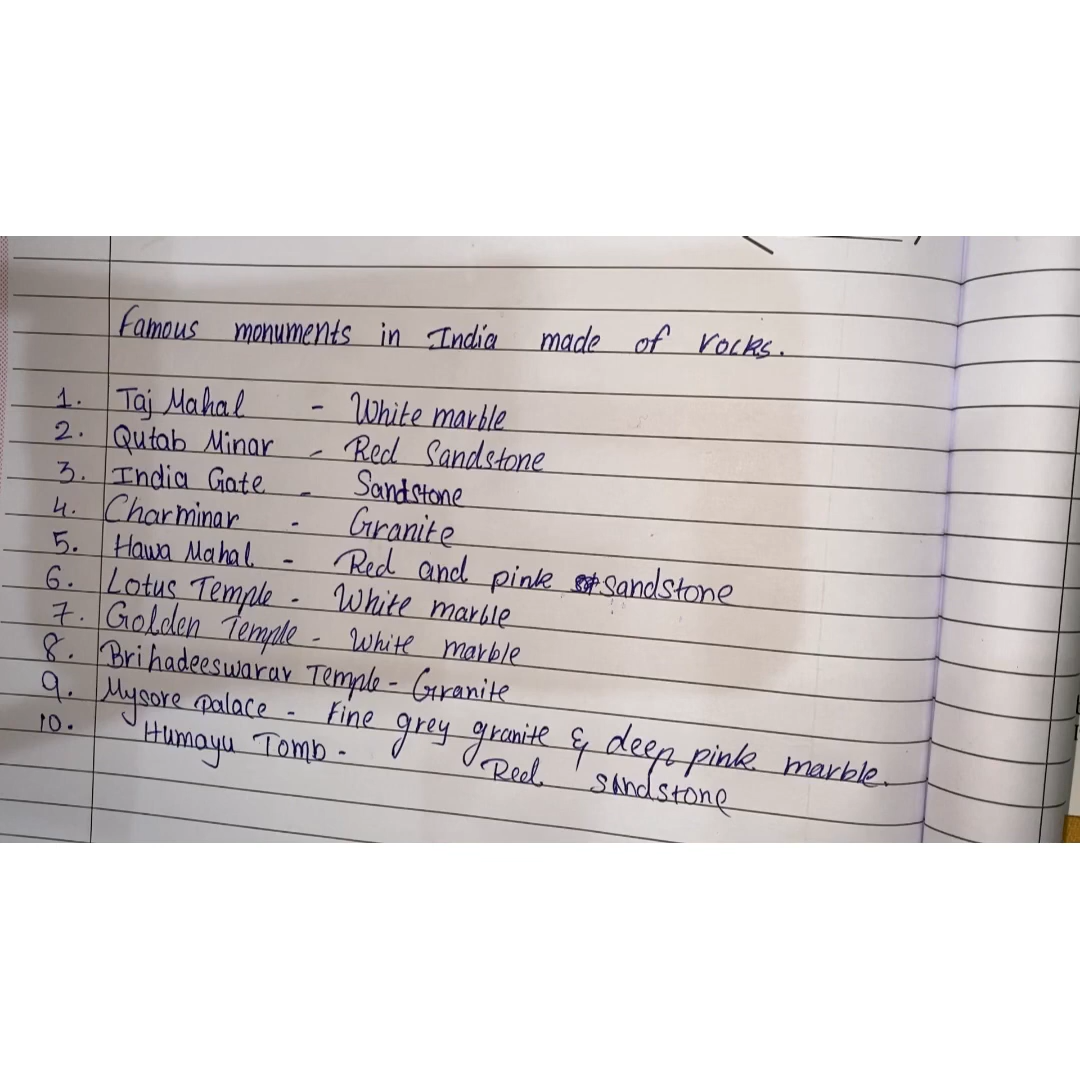 Famous monuments in India made of rocks.
1. Taj Mahal - White marble
2. Qutab Minar - Red Sandstone
3. India Gate - Sandstone
4. Charminar - Granite
5. Hawa Mahal - Red and pink sandstone
6. Lotus Temple - White marble
7. Golden Temple - White marble
8. Brihadeeswarar Temple - Granite
9. Mysore palace - Fine grey granite & deep pink marble.
10. Humayu Tomb - Red sandstone